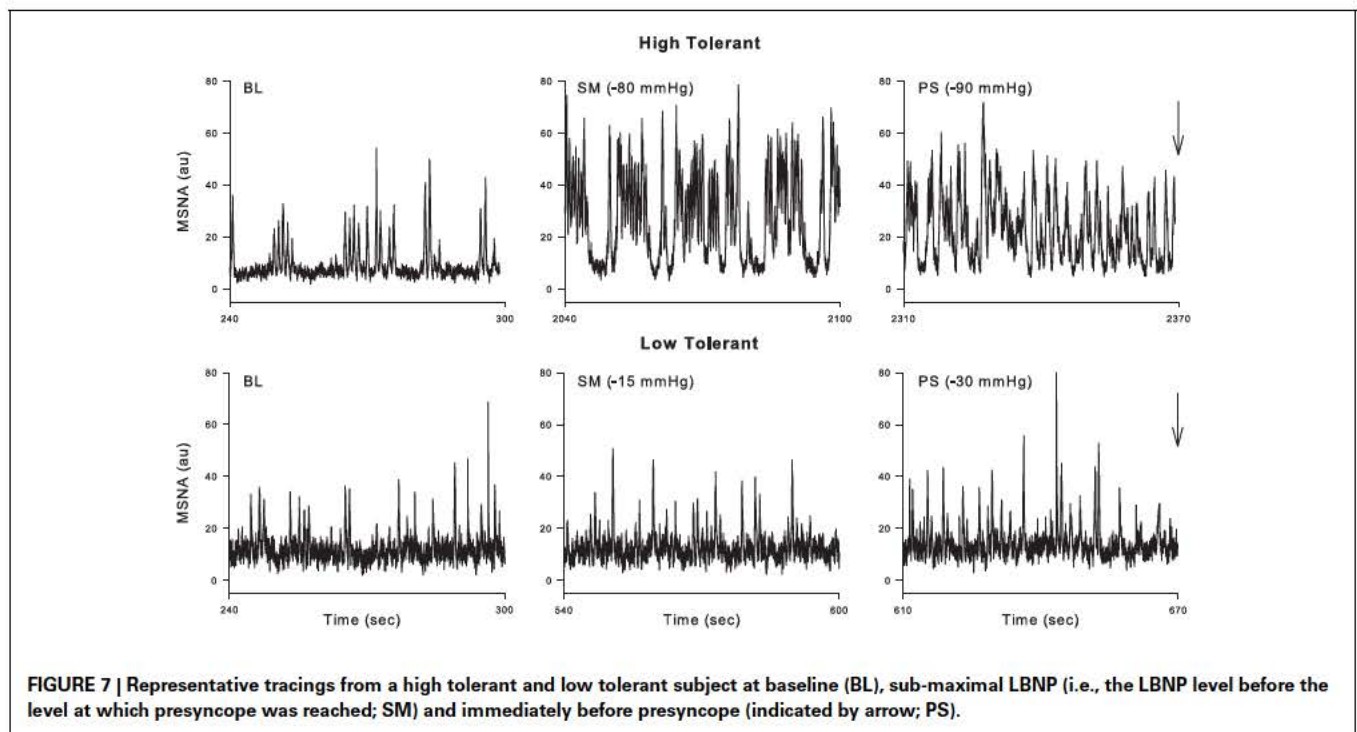 High Tolerant
BL
SM (-80 mmHg)
PS (-90 mmHg)
MSNA (au)
80
60
40
20
0
240
300
80
60
40
20
0
2040
2100
80
60
40
20
0
2310
2370
Low Tolerant
BL
SM (-15 mmHg)
PS (-30 mmHg)
MSNA (au)
80
60
40
20
0
240
300
Time (sec)
80
60
40
20
0
540
600
Time (sec)
80
60
40
20
0
610
670
Time (sec)
FIGURE 7 | Representative tracings from a high tolerant and low tolerant subject at baseline (BL), sub-maximal LBNP (i.e., the LBNP level before the
level at which presyncope was reached; SM) and immediately before presyncope (indicated by arrow; PS).